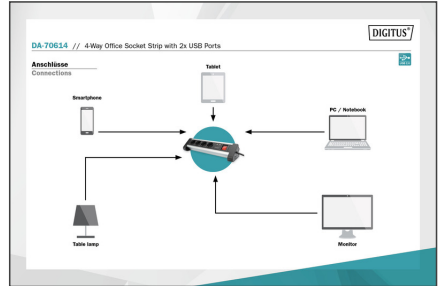 DIGITUS®
DA-70614 // 4-Way Office Socket Strip with 2x USB Ports
Anschlüsse
Connections
Tablet
Smartphone
PC / Notebook
Table lamp
Monitor